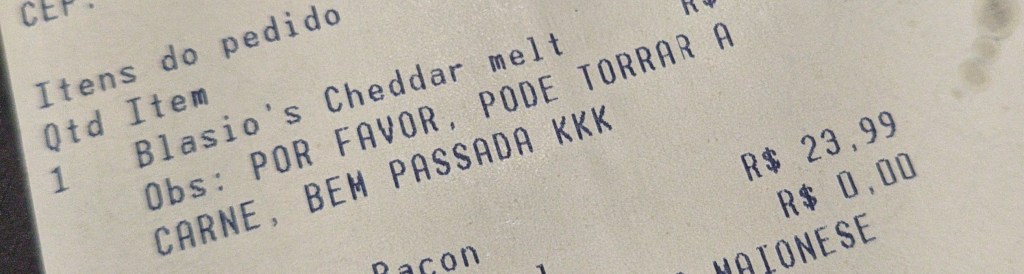 CEP:
Itens do pedido
Qtd Item R$
1 Blasio's Cheddar melt
Obs: POR FAVOR, PODE TORRAR A
CARNE, BEM PASSADA KKK
R$ 23,99
Bacon R$ 0,00
MAIONESE